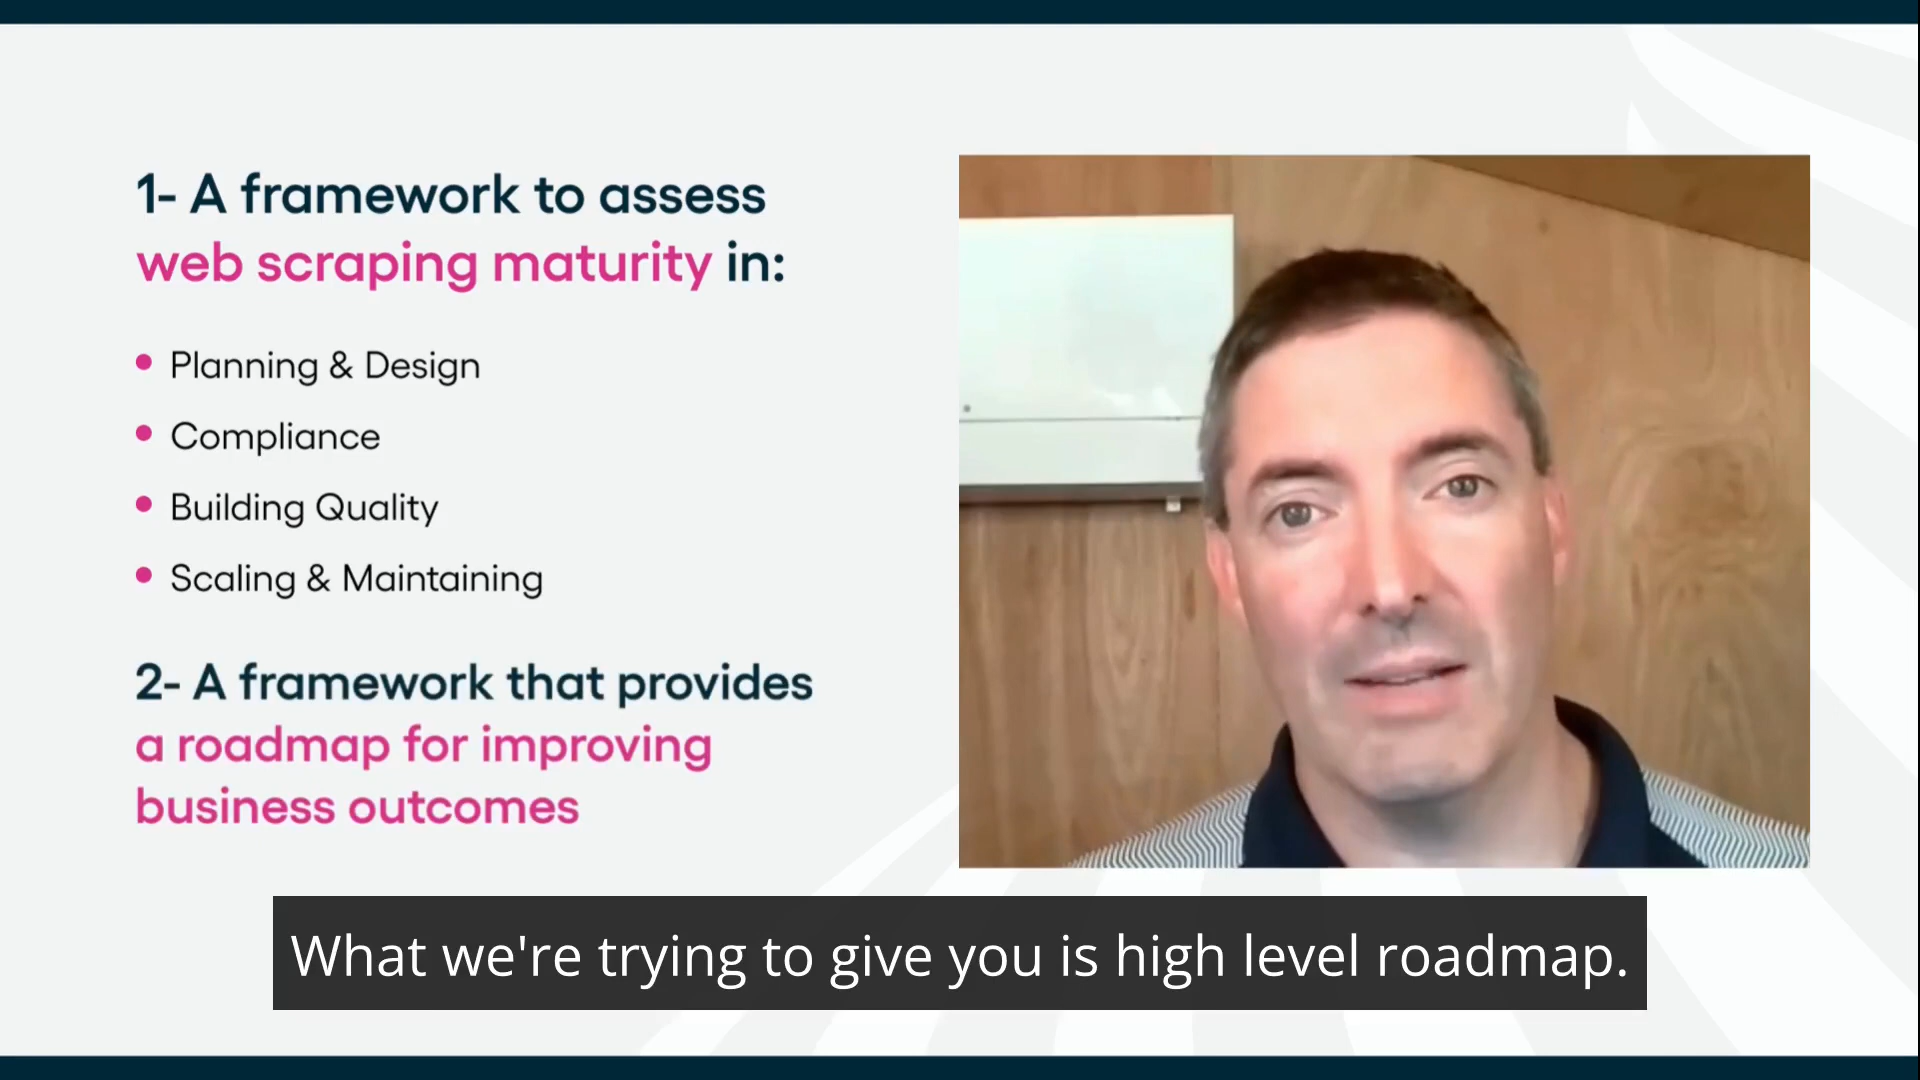 1- A framework to assess
web scraping maturity in:
• Planning & Design
• Compliance
• Building Quality
• Scaling & Maintaining
2- A framework that provides
a roadmap for improving
business outcomes
What we're trying to give you is high level roadmap.